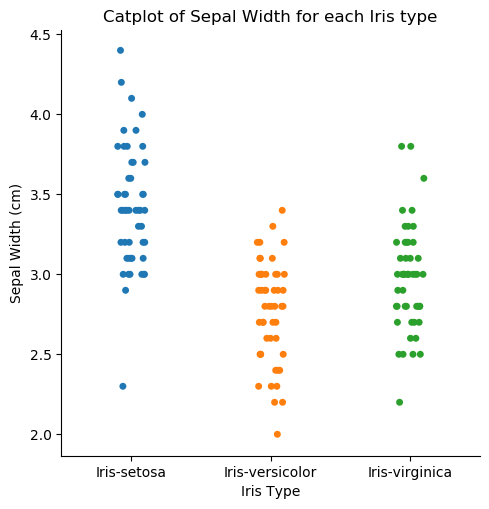 Catplot of Sepal Width for each Iris type
4.5
4.0
3.5
3.0
2.5
2.0
Sepal Width (cm)
Iris-setosa Iris-versicolor Iris-virginica
Iris Type